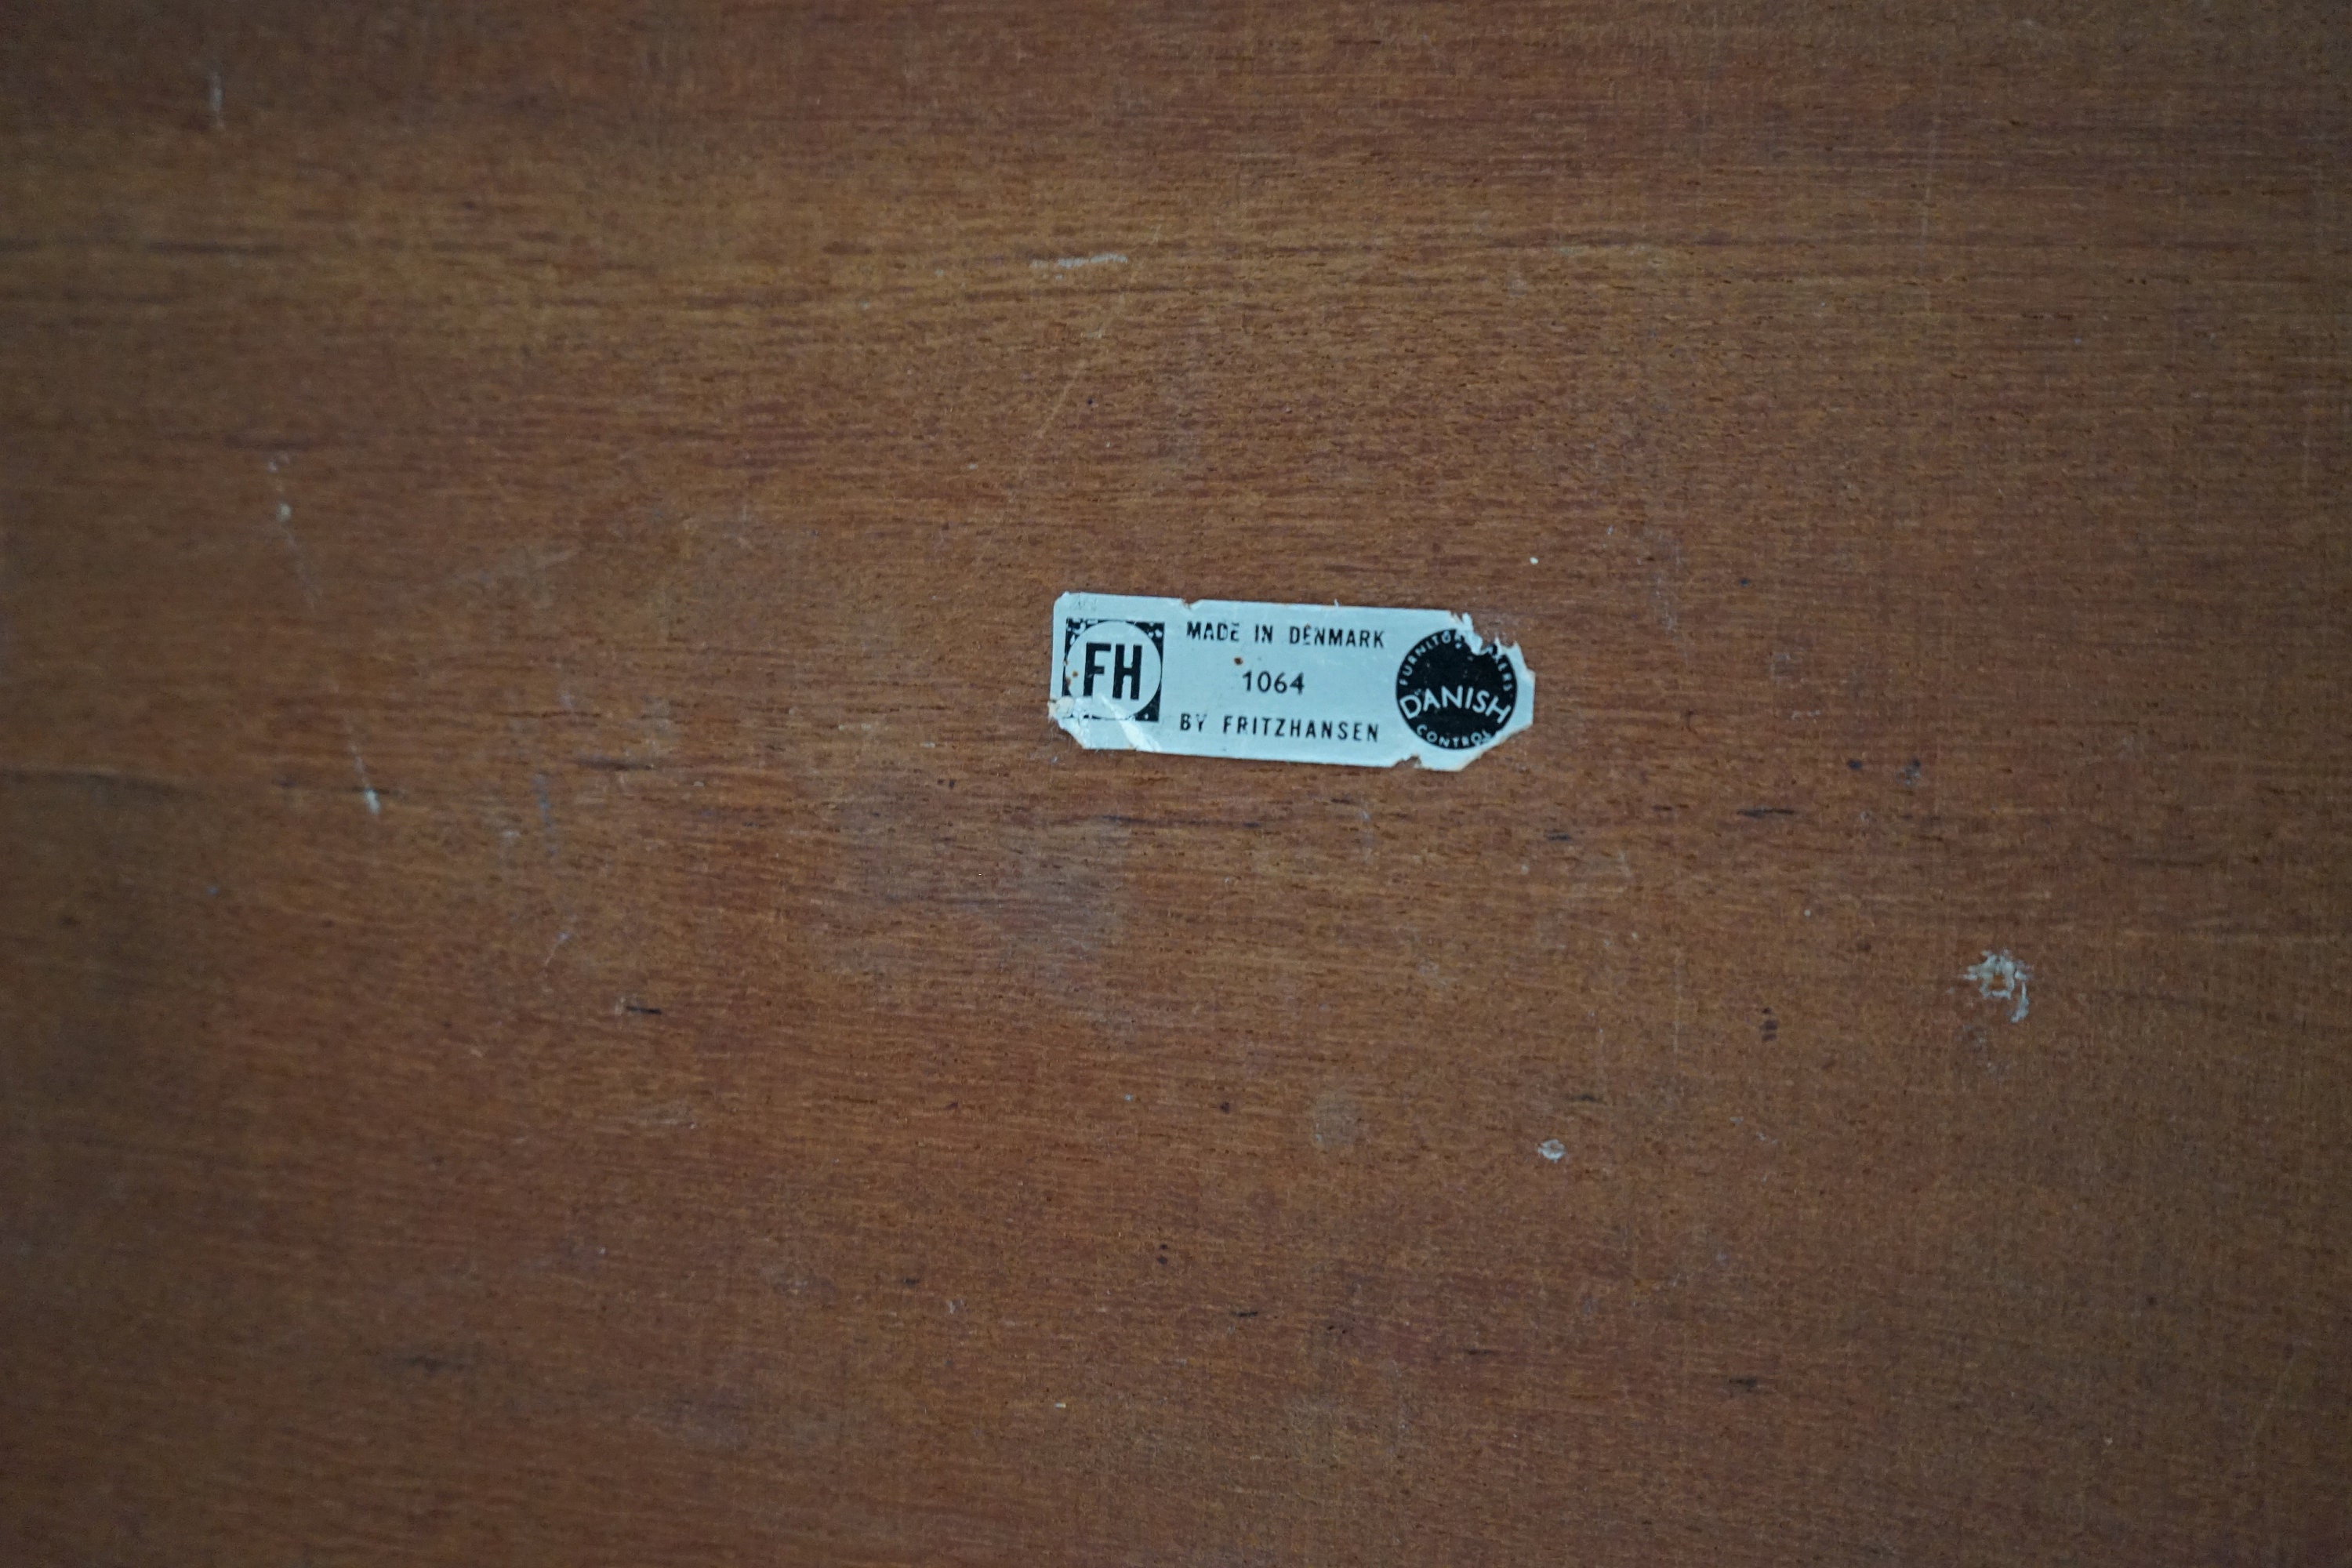 FH
MADE IN DENMARK
1064
BY FRITZHANSEN
DANISH
CONTROL